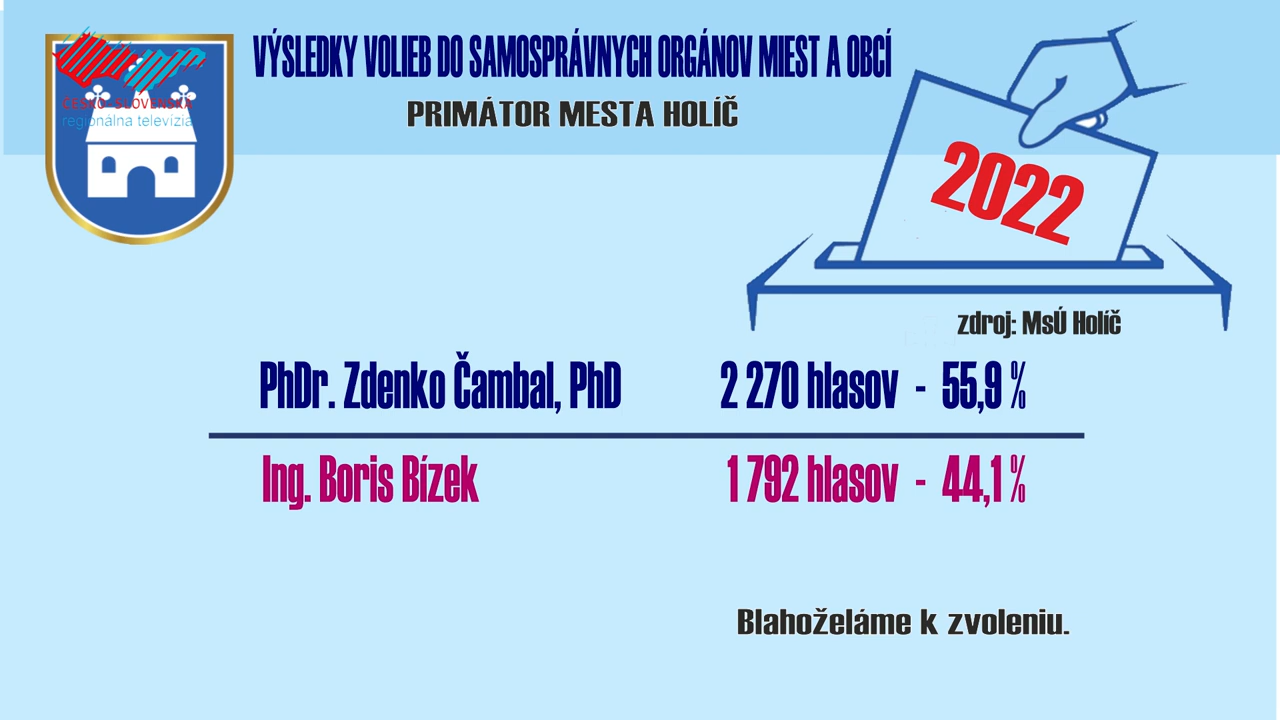 VÝSLEDKY VOLIEB DO SAMOSPRÁVNYCH ORGÁNOV MIEST A OBCÍ
PRIMÁTOR MESTA HOLÍČ
ČESKO-SLOVENSKÁ
regionálna televízia
2022
zdroj: MsÚ Holíč
PhDr. Zdenko Čambal, PhD 2 270 hlasov - 55,9 %
Ing. Boris Bízek 1 792 hlasov - 44,1 %
Blahoželáme k zvoleniu.